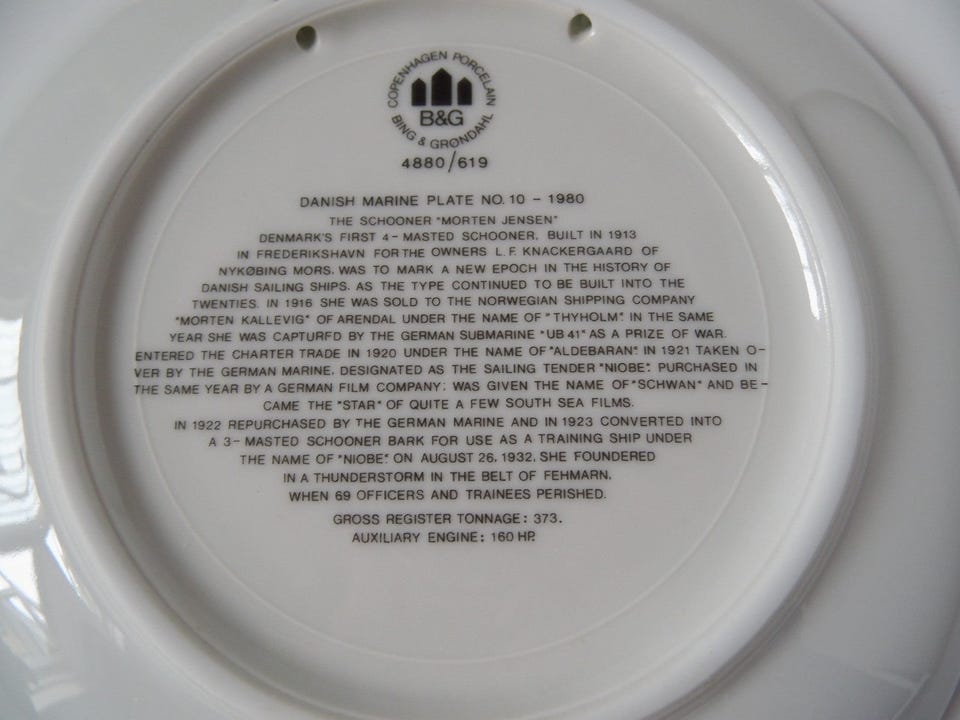 COPENHAGEN PORCELAIN
B&G
BING & GRØNDAHL
4880/619
DANISH MARINE PLATE NO. 10 - 1980
THE SCHOONER "MORTEN JENSEN"
DENMARK'S FIRST 4-MASTED SCHOONER. BUILT IN 1913
IN FREDERIKSHAVN FOR THE OWNERS L.F. KNACKERGAARD OF
NYKØBING MORS. WAS TO MARK A NEW EPOCH IN THE HISTORY OF
DANISH SAILING SHIPS. AS THE TYPE CONTINUED TO BE BUILT INTO THE
TWENTIES. IN 1916 SHE WAS SOLD TO THE NORWEGIAN SHIPPING COMPANY
"MORTEN KALLEVIG" OF ARENDAL UNDER THE NAME OF "THYHOLM". IN THE SAME
YEAR SHE WAS CAPTURFD BY THE GERMAN SUBMARINE "UB 41" AS A PRIZE OF WAR.
ENTERED THE CHARTER TRADE IN 1920 UNDER THE NAME OF "ALDEBARAN". IN 1921 TAKEN O-
VER BY THE GERMAN MARINE. DESIGNATED AS THE SAILING TENDER "NIOBE". PURCHASED IN
THE SAME YEAR BY A GERMAN FILM COMPANY; WAS GIVEN THE NAME OF "SCHWAN" AND BE-
CAME THE "STAR" OF QUITE A FEW SOUTH SEA FILMS.
IN 1922 REPURCHASED BY THE GERMAN MARINE AND IN 1923 CONVERTED INTO
A 3-MASTED SCHOONER BARK FOR USE AS A TRAINING SHIP UNDER
THE NAME OF "NIOBE". ON AUGUST 26, 1932, SHE FOUNDERED
IN A THUNDERSTORM IN THE BELT OF FEHMARN,
WHEN 69 OFFICERS AND TRAINEES PERISHED.
GROSS REGISTER TONNAGE: 373.
AUXILIARY ENGINE: 160 HP.